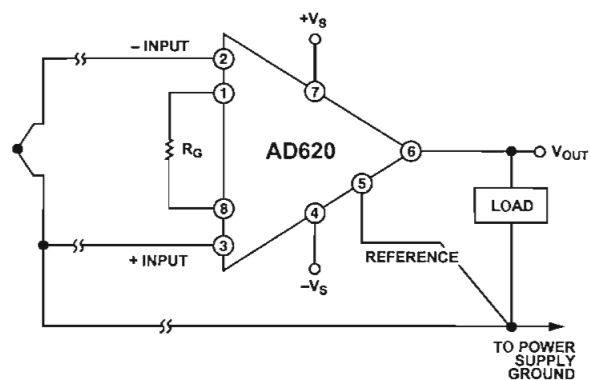 +VS
– INPUT
2
1
7
RG
AD620
6
VOUT
5
8
4
LOAD
3
+ INPUT
REFERENCE
–VS
TO POWER
SUPPLY
GROUND